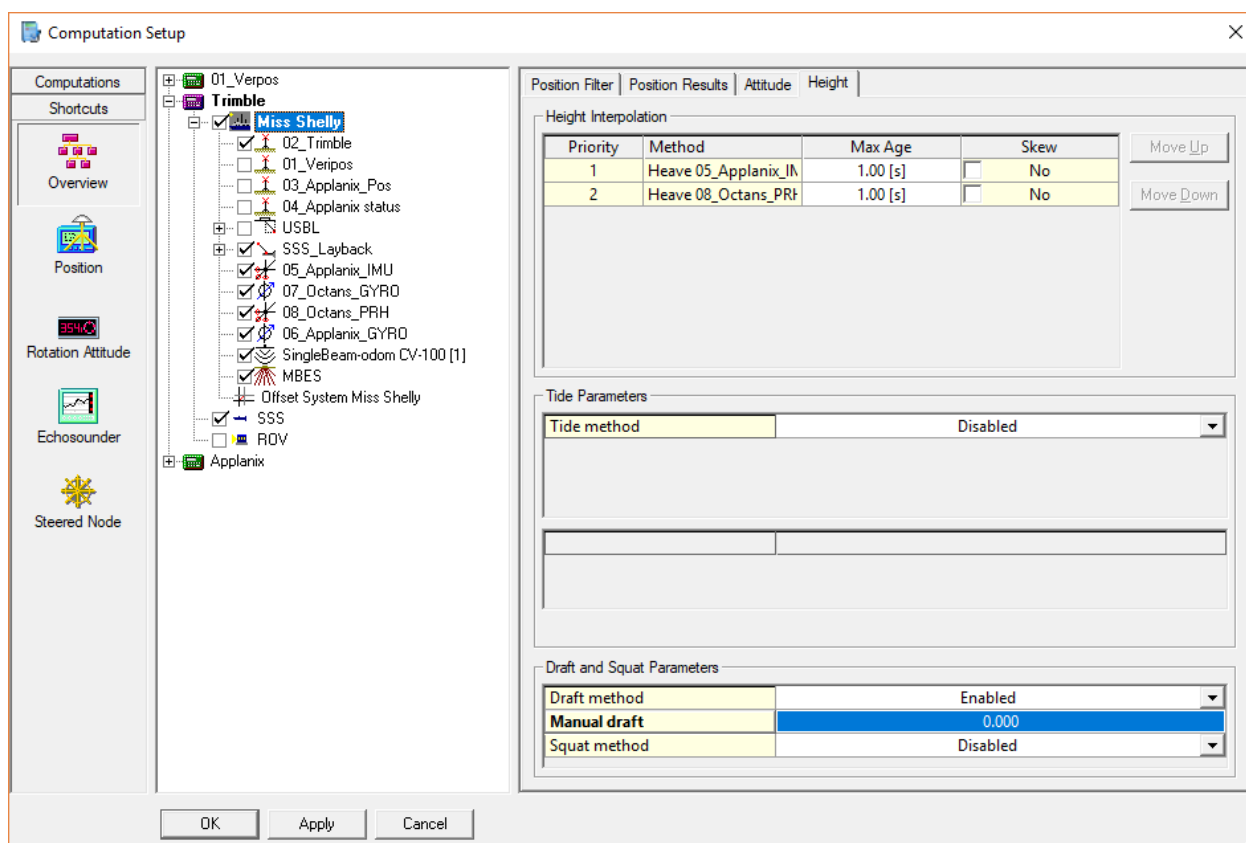 Computation Setup
Computations
Shortcuts
Overview
Position
Rotation Attitude
Echosounder
Steered Node
01_Verpos
Trimble
Miss Shelly
02_Trimble
01_Veripos
03_Applanix_Pos
04_Applanix status
USBL
SSS_Layback
05_Applanix_IMU
07_Octans_GYRO
08_Octans_PRH
06_Applanix_GYRO
SingleBeam-odom CV-100 [1]
MBES
Offset System Miss Shelly
SSS
ROV
Applanix
Position Filter Position Results Attitude Height
Height Interpolation
Priority Method Max Age Skew
1 Heave 05_Applanix_IM 1.00 [s] No
2 Heave 08_Octans_PRH 1.00 [s] No
Move Up
Move Down
Tide Parameters
Tide method Disabled
Draft and Squat Parameters
Draft method Enabled
Manual draft 0.000
Squat method Disabled
OK Apply Cancel